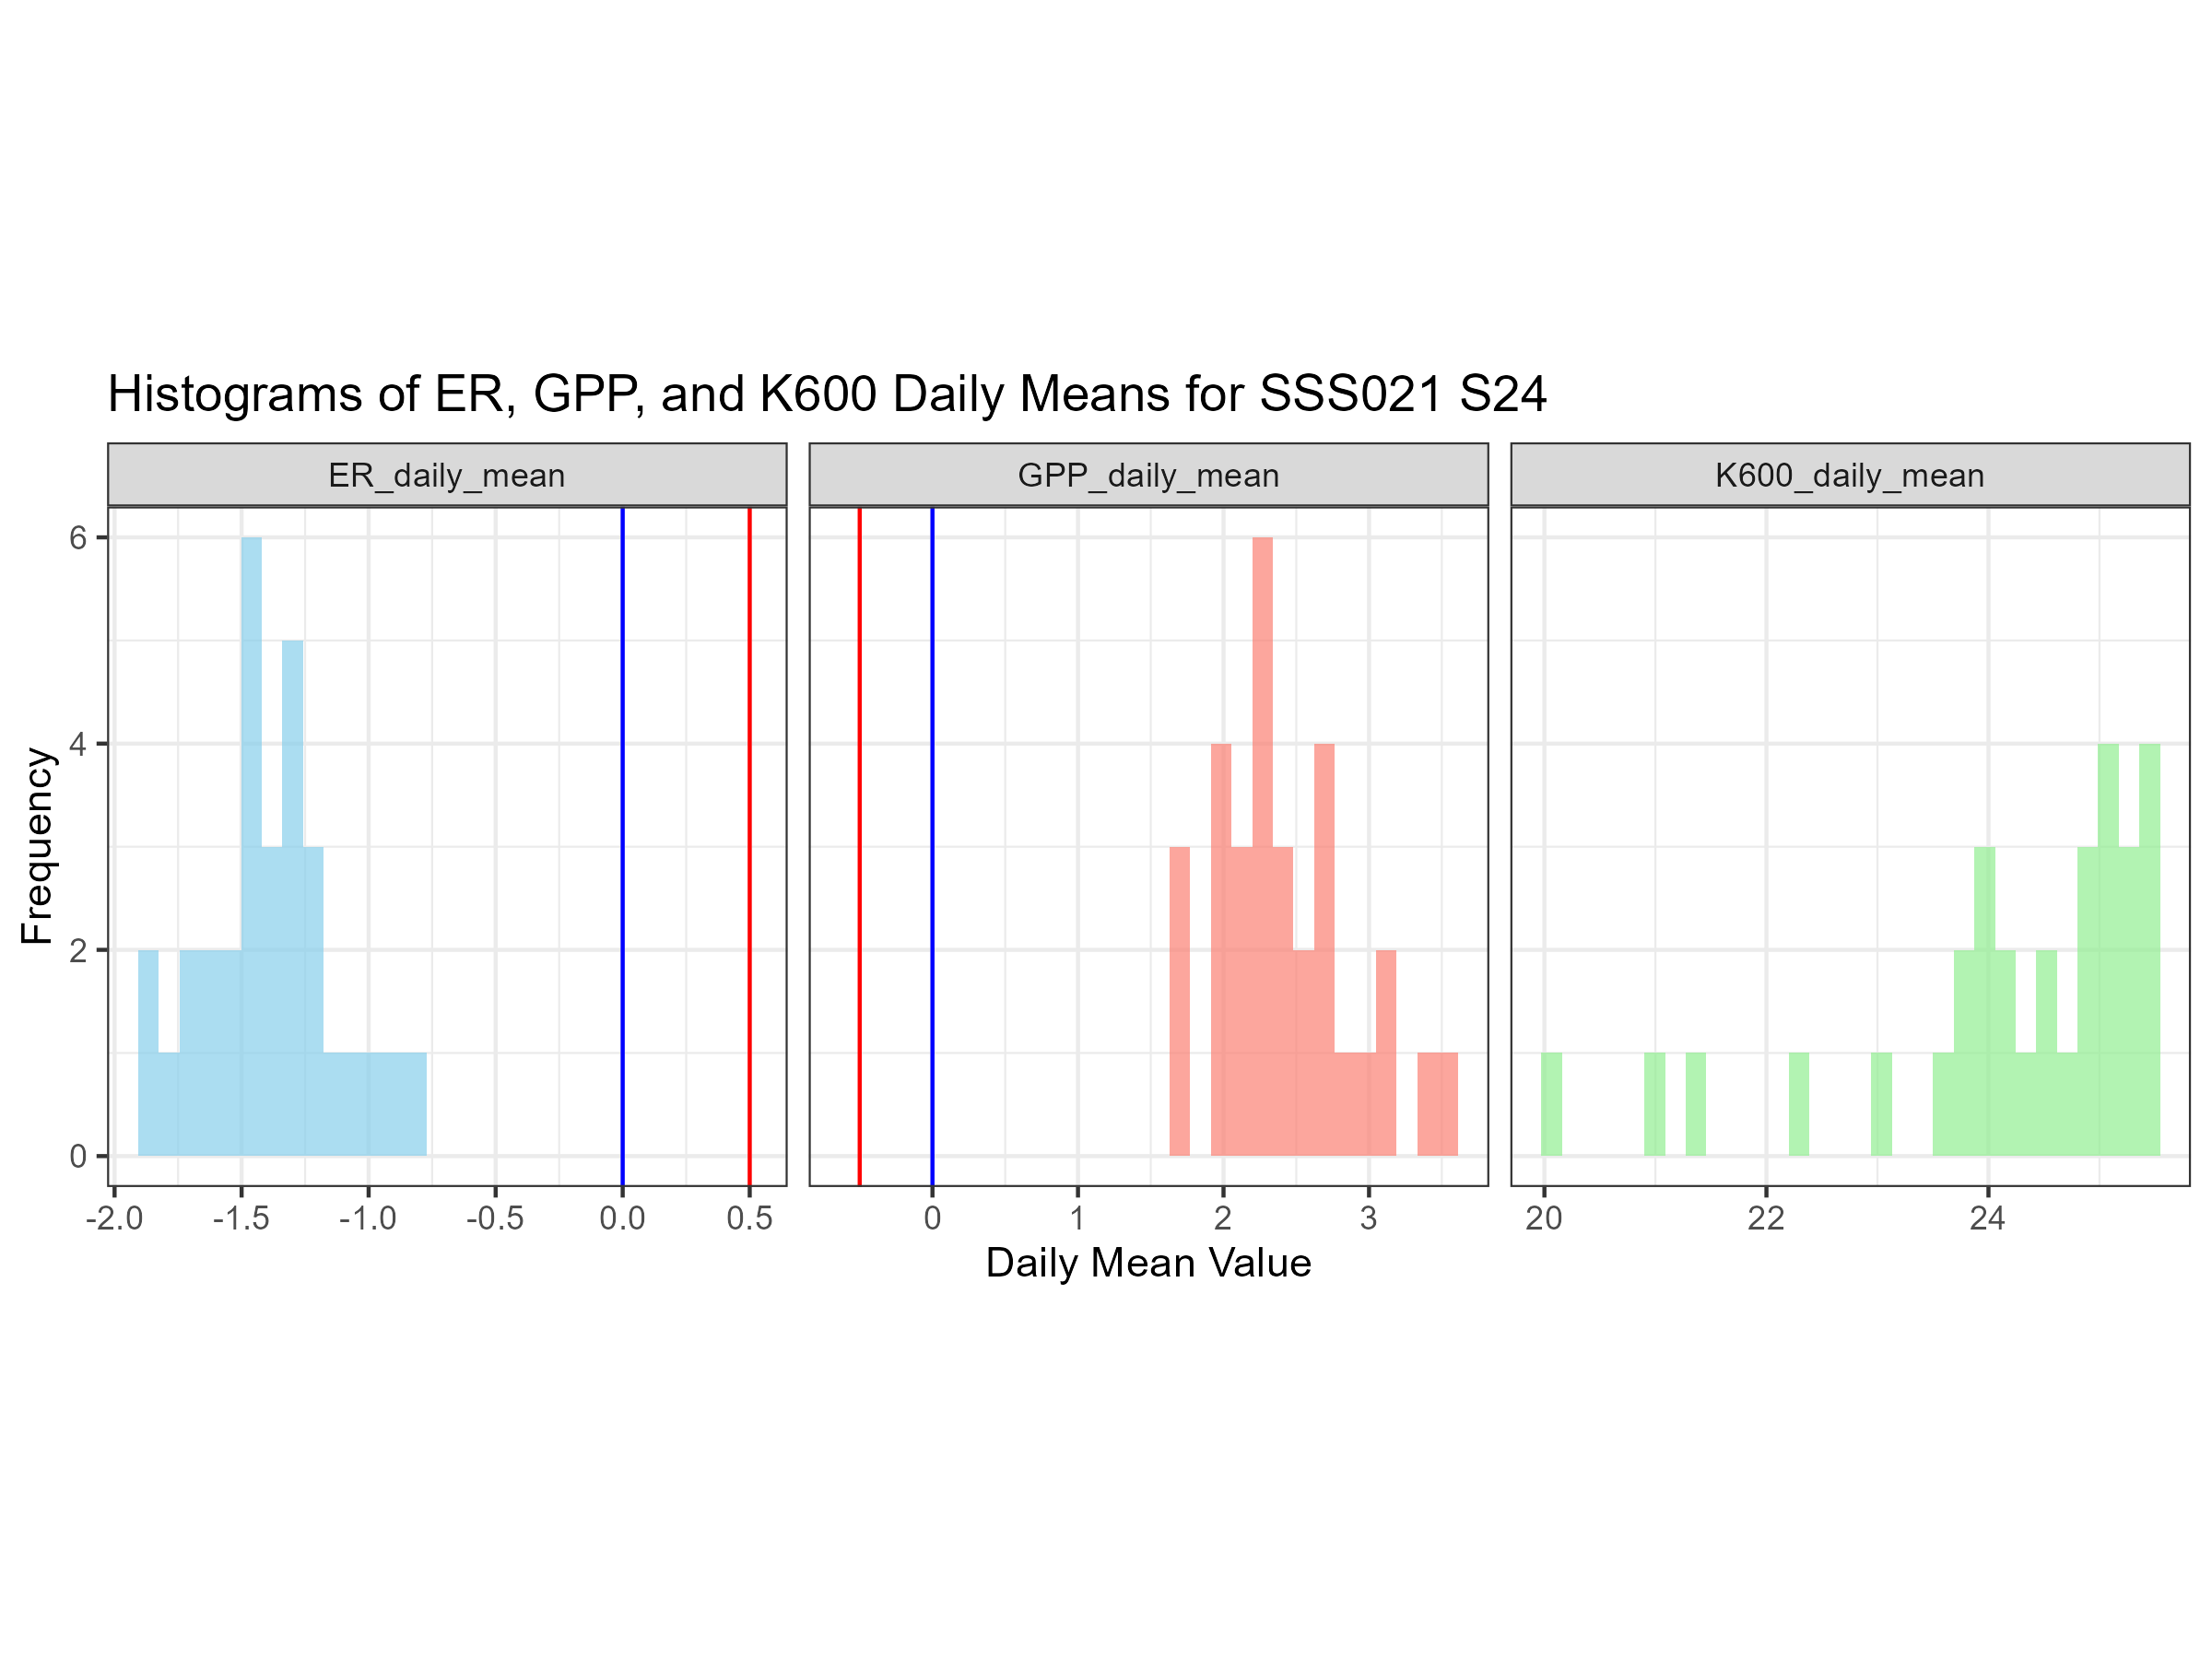 Histograms of ER, GPP, and K600 Daily Means for SSS021 S24
ER_daily_mean GPP_daily_mean K600_daily_mean
Frequency
6
4
2
0
-2.0 -1.5 -1.0 -0.5 0.0 0.5 0 1 2 3 20 22 24
Daily Mean Value